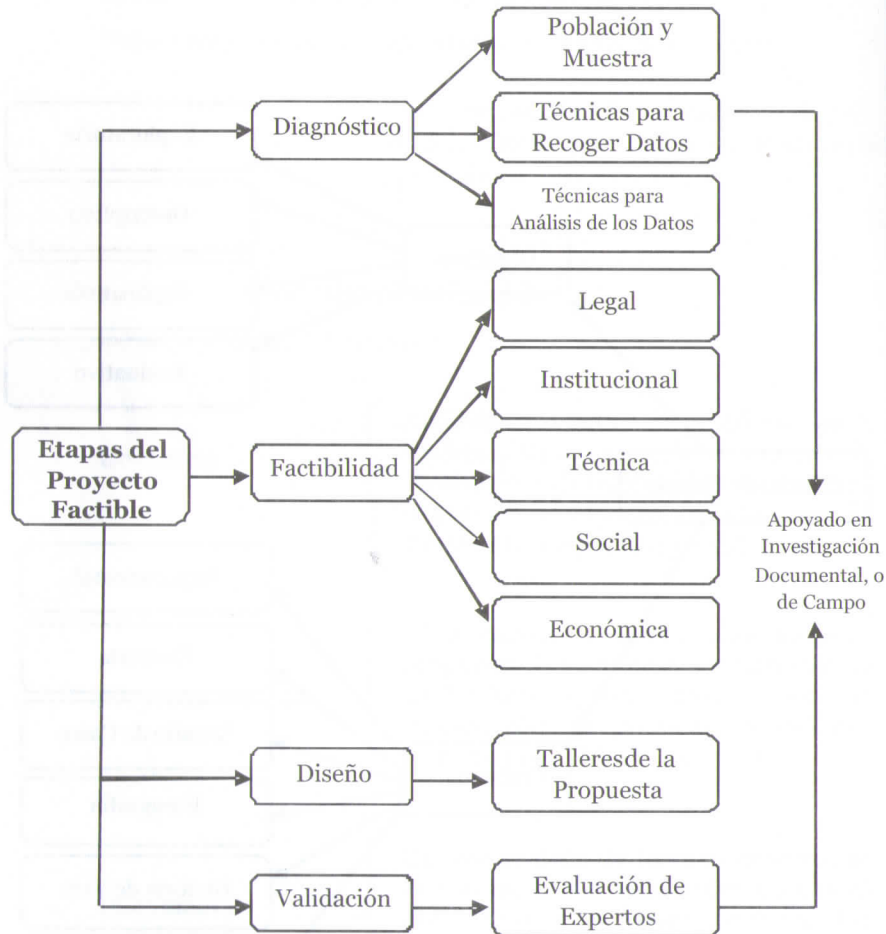 Población y
Muestra
Diagnóstico
Técnicas para
Recoger Datos
Técnicas para
Análisis de los Datos
Legal
Institucional
Etapas del
Proyecto
Factible
Factibilidad
Técnica
Social
Económica
Apoyado en
Investigación
Documental, o
de Campo
Diseño
Talleresde la
Propuesta
Validación
Evaluación de
Expertos